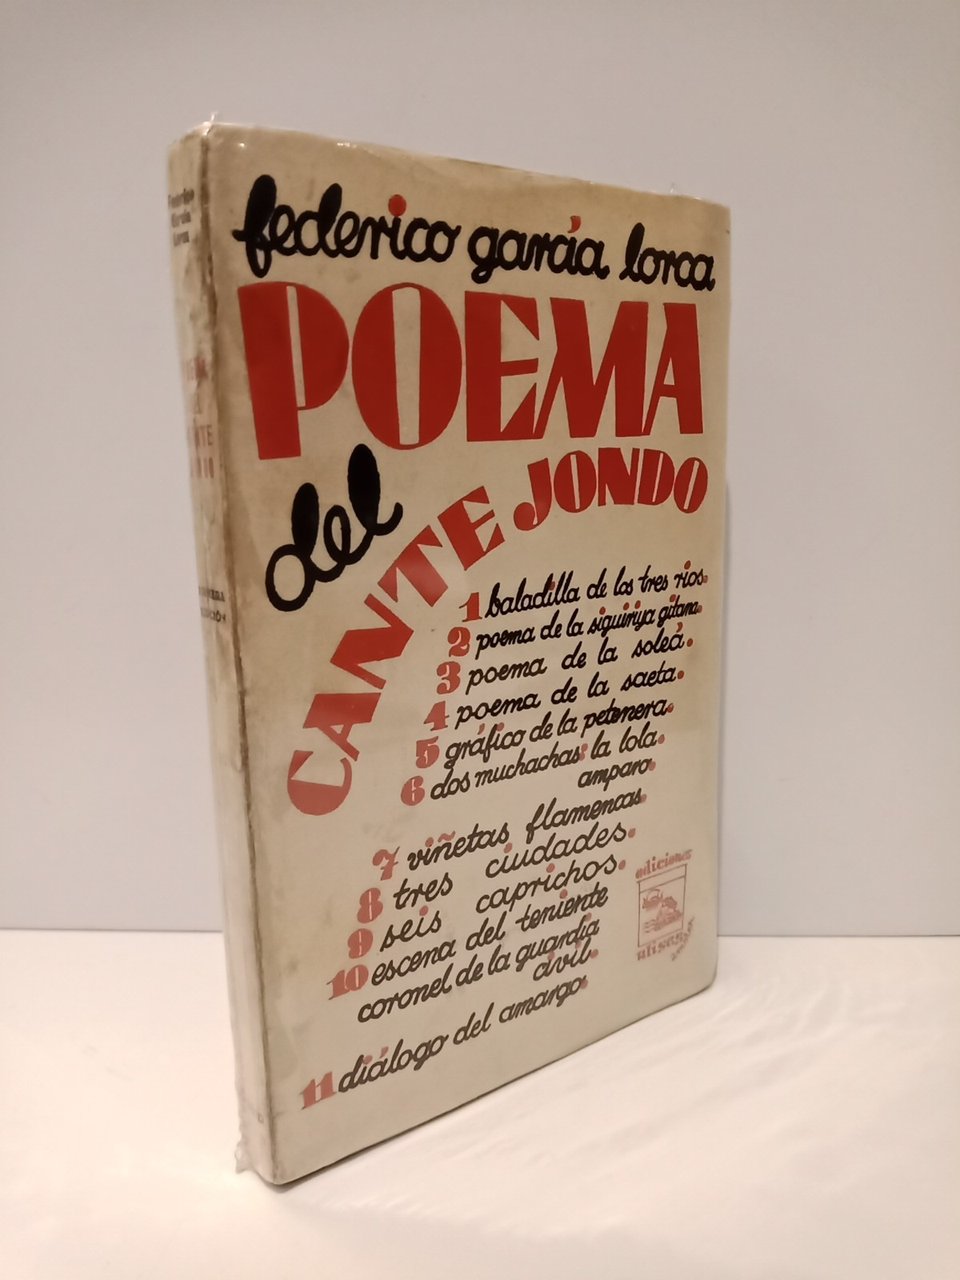 federico garcía lorca
POEMA
del
CANTE JONDO
1 baladilla de los tres rios.
2 poema de la siguiriya gitana.
3 poema de la soleá.
4 poema de la saeta.
5 gráfico de la petenera.
6 dos muchachas: la lola.
amparo.
7 viñetas flamencas.
8 tres ciudades.
9 seis caprichos.
10 escena del teniente
coronel de la guardia
civil.
11 diálogo del amargo.
ediciones
ulises